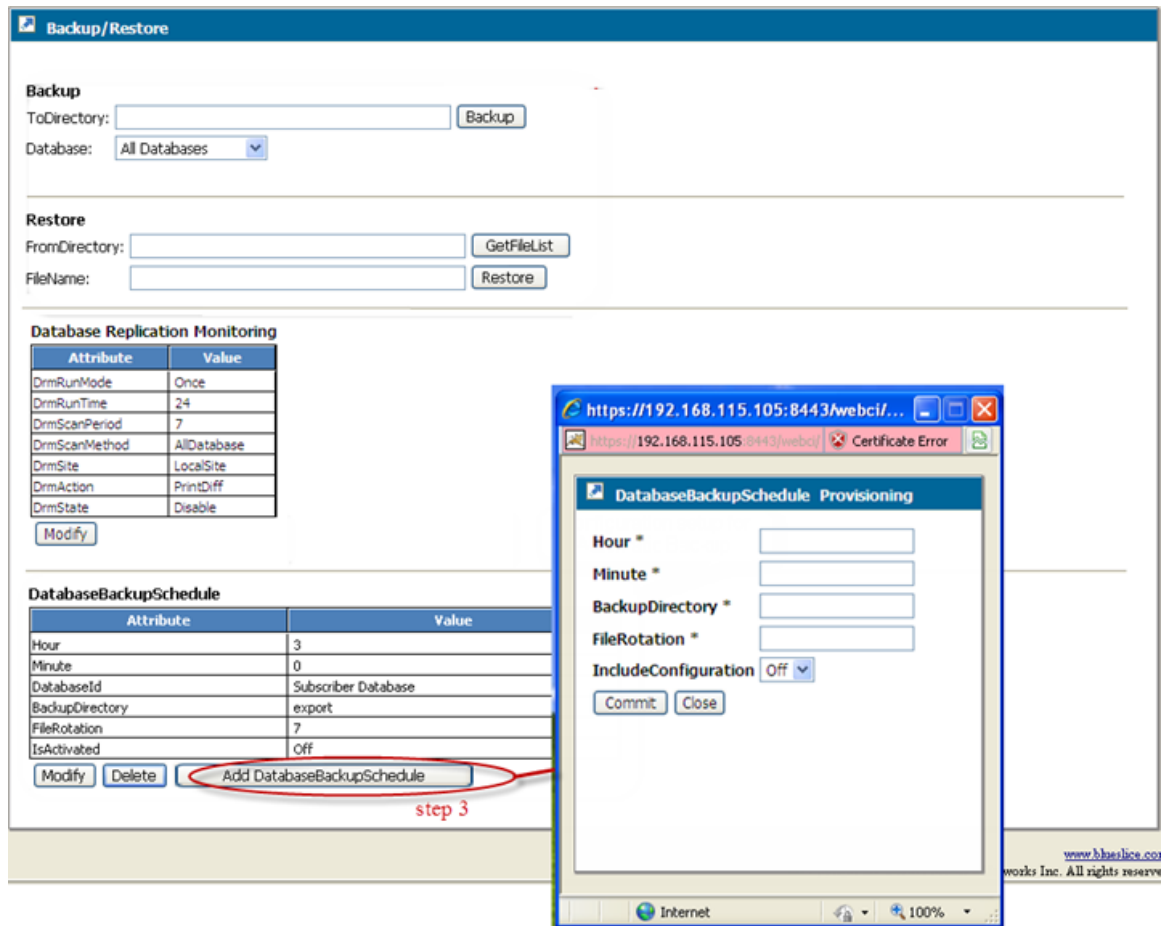 Backup/Restore
Backup
ToDirectory: Backup
Database: All Databases
Restore
FromDirectory: GetFileList
FileName: Restore
Database Replication Monitoring
Attribute Value
DrmRunMode Once
DrmRunTime 24
DrmScanPeriod 7
DrmScanMethod AllDatabase
DrmSite LocalSite
DrmAction PrintDiff
DrmState Disable
Modify
DatabaseBackupSchedule
Attribute Value
Hour 3
Minute 0
DatabaseId Subscriber Database
BackupDirectory export
FileRotation 7
IsActivated Off
Modify Delete Add DatabaseBackupSchedule
step 3
https://192.168.115.105:8443/webci/...
https://192.168.115.105:8443/webci/ Certificate Error
DatabaseBackupSchedule Provisioning
Hour *
Minute *
BackupDirectory *
FileRotation *
IncludeConfiguration Off
Commit Close
Internet 100%
www.blueslice.co
works Inc. All rights reserve